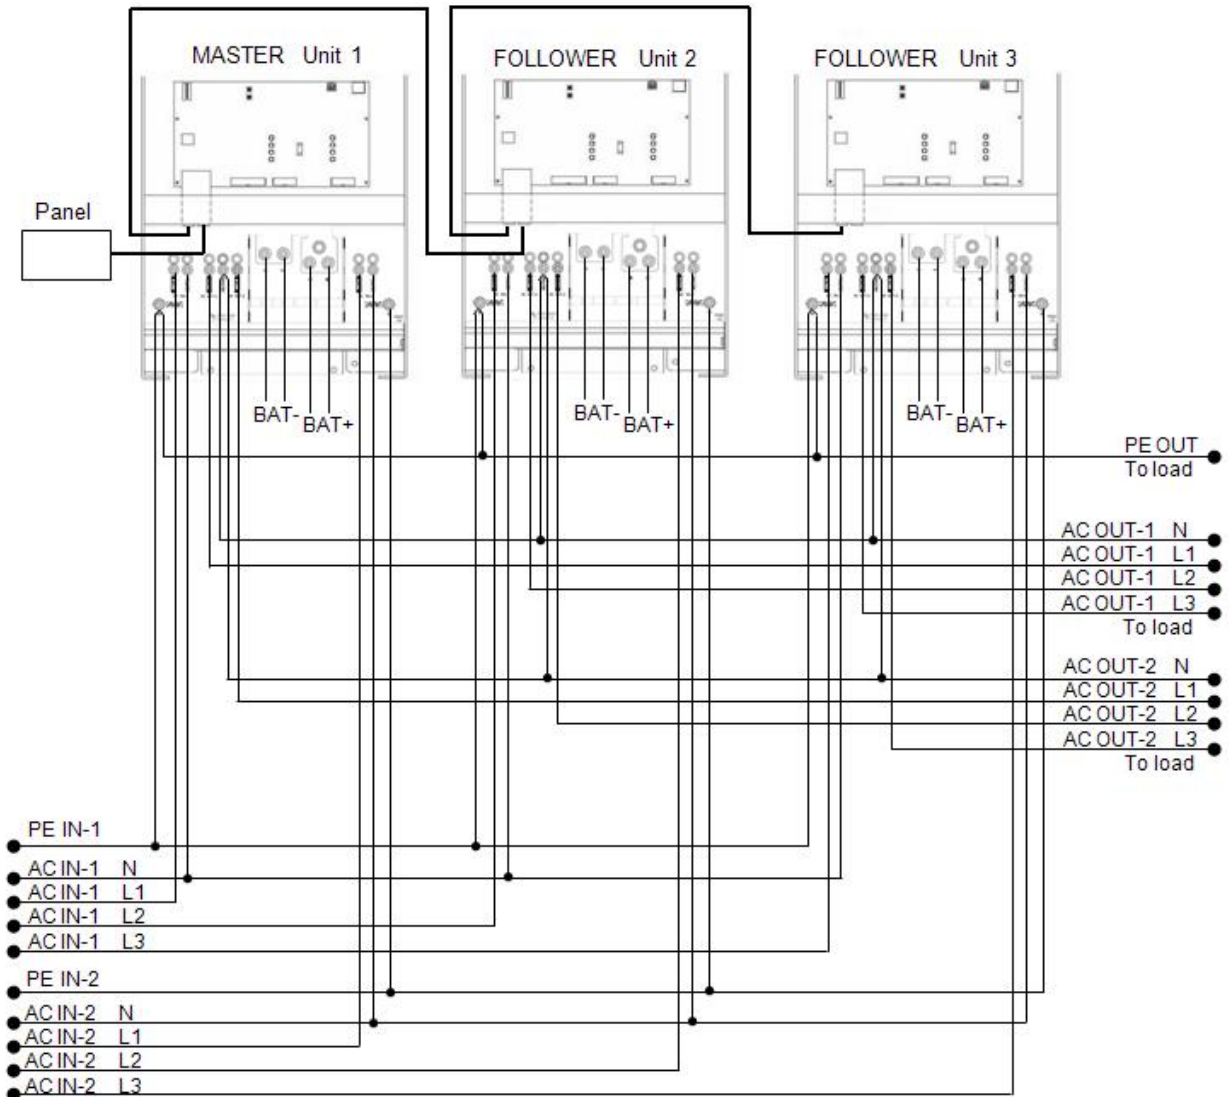 MASTER Unit 1
FOLLOWER Unit 2
FOLLOWER Unit 3
Panel
BAT-
BAT+
BAT-
BAT+
BAT-
BAT+
PE OUT
To load
AC OUT-1 N
AC OUT-1 L1
AC OUT-1 L2
AC OUT-1 L3
To load
AC OUT-2 N
AC OUT-2 L1
AC OUT-2 L2
AC OUT-2 L3
To load
PE IN-1
AC IN-1 N
AC IN-1 L1
AC IN-1 L2
AC IN-1 L3
PE IN-2
AC IN-2 N
AC IN-2 L1
AC IN-2 L2
AC IN-2 L3